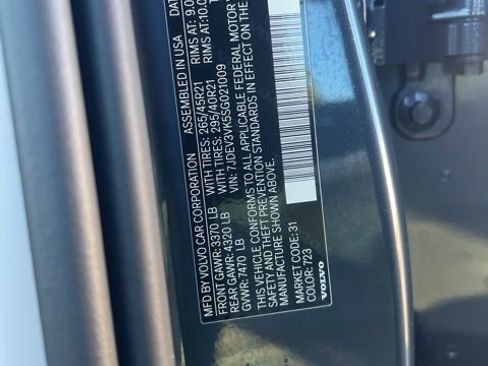 MFD BY VOLVO CAR CORPORATION ASSEMBLED IN USA DAT
FRONT GAWR: 3370 LB WITH TIRES: 265/45R21 RIMS AT: 9.0
REAR GAWR: 4320 LB WITH TIRES: 295/40R21 RIMS AT: 10.0
GVWR: 7470 LB VIN: 7JDEV3VK5SG021009
THIS VEHICLE CONFORMS TO ALL APPLICABLE FEDERAL MOTOR
SAFETY AND THEFT PREVENTION STANDARDS IN EFFECT ON THE
MANUFACTURE SHOWN ABOVE.
MARKET CODE: 31
COLOR: 723
VOLVO